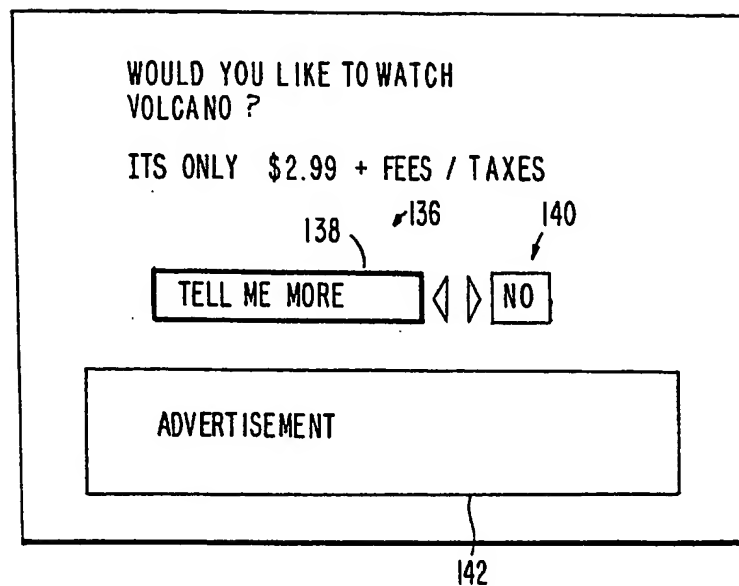 WOULD YOU LIKE TO WATCH
VOLCANO ?
ITS ONLY $2.99 + FEES / TAXES
136
138
140
TELL ME MORE
NO
ADVERTISEMENT
142